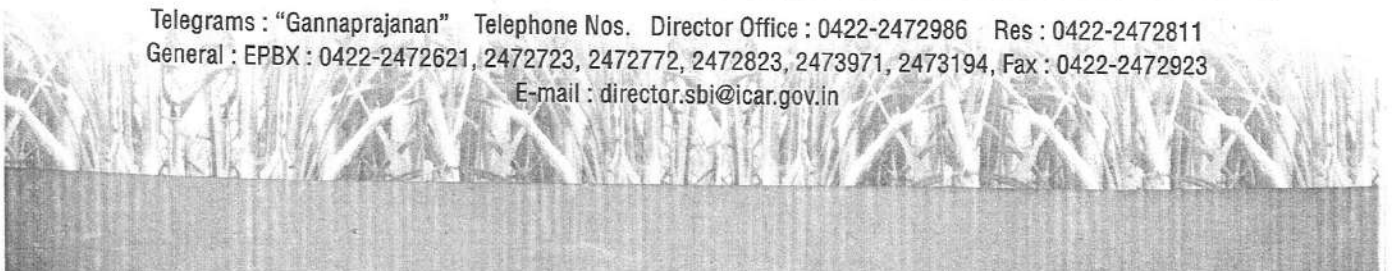 Telegrams : "Gannaprajanan" Telephone Nos. Director Office : 0422-2472986 Res : 0422-2472811
General : EPBX : 0422-2472621, 2472723, 2472772, 2472823, 2473971, 2473194, Fax : 0422-2472923
E-mail : director.sbi@icar.gov.in